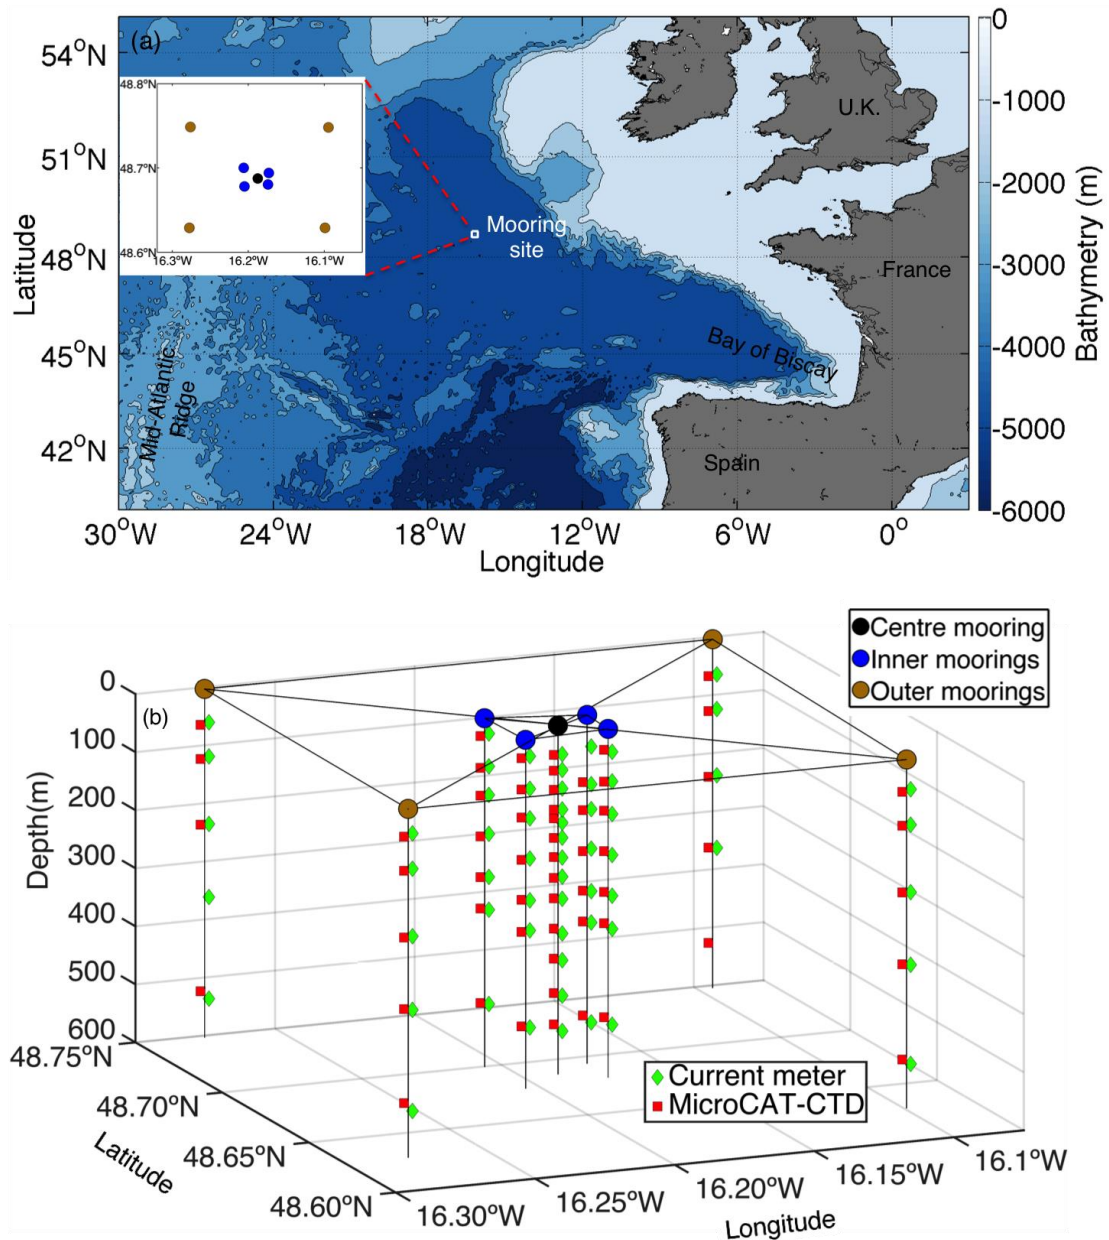 (a)
54°N
51°N
48°N
45°N
42°N
Latitude
48.8°N
48.7°N
48.6°N
16.3°W 16.2°W 16.1°W
Mooring
site
U.K.
France
Bay of Biscay
Spain
Mid-Atlantic
Ridge
30°W 24°W 18°W 12°W 6°W 0°
Longitude
0
-1000
-2000
-3000
-4000
-5000
-6000
Bathymetry (m)
Centre mooring
Inner moorings
Outer moorings
(b)
0
100
200
300
400
500
600
Depth(m)
48.75°N
48.70°N
48.65°N
48.60°N
Latitude
Current meter
MicroCAT-CTD
16.30°W
16.25°W
16.20°W
16.15°W
16.1°W
Longitude